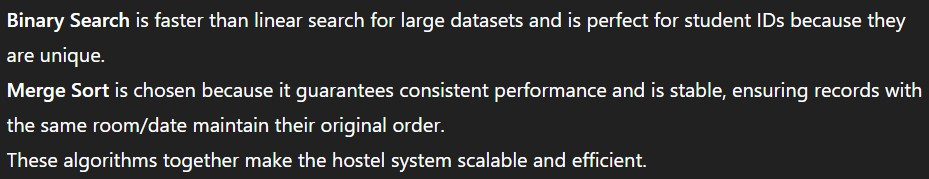 Binary Search is faster than linear search for large datasets and is perfect for student IDs because they
are unique.
Merge Sort is chosen because it guarantees consistent performance and is stable, ensuring records with
the same room/date maintain their original order.
These algorithms together make the hostel system scalable and efficient.